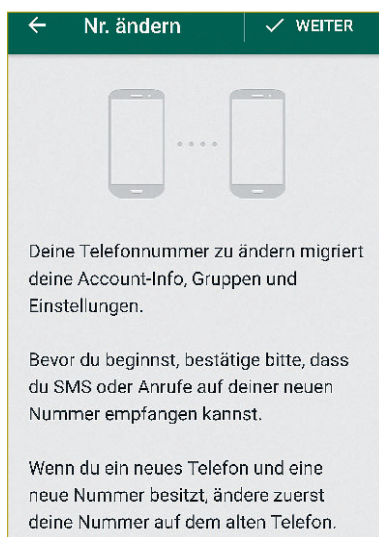 Nr. ändern WEITER
Deine Telefonnummer zu ändern migriert
deine Account-Info, Gruppen und
Einstellungen.
Bevor du beginnst, bestätige bitte, dass
du SMS oder Anrufe auf deiner neuen
Nummer empfangen kannst.
Wenn du ein neues Telefon und eine
neue Nummer besitzt, ändere zuerst
deine Nummer auf dem alten Telefon.